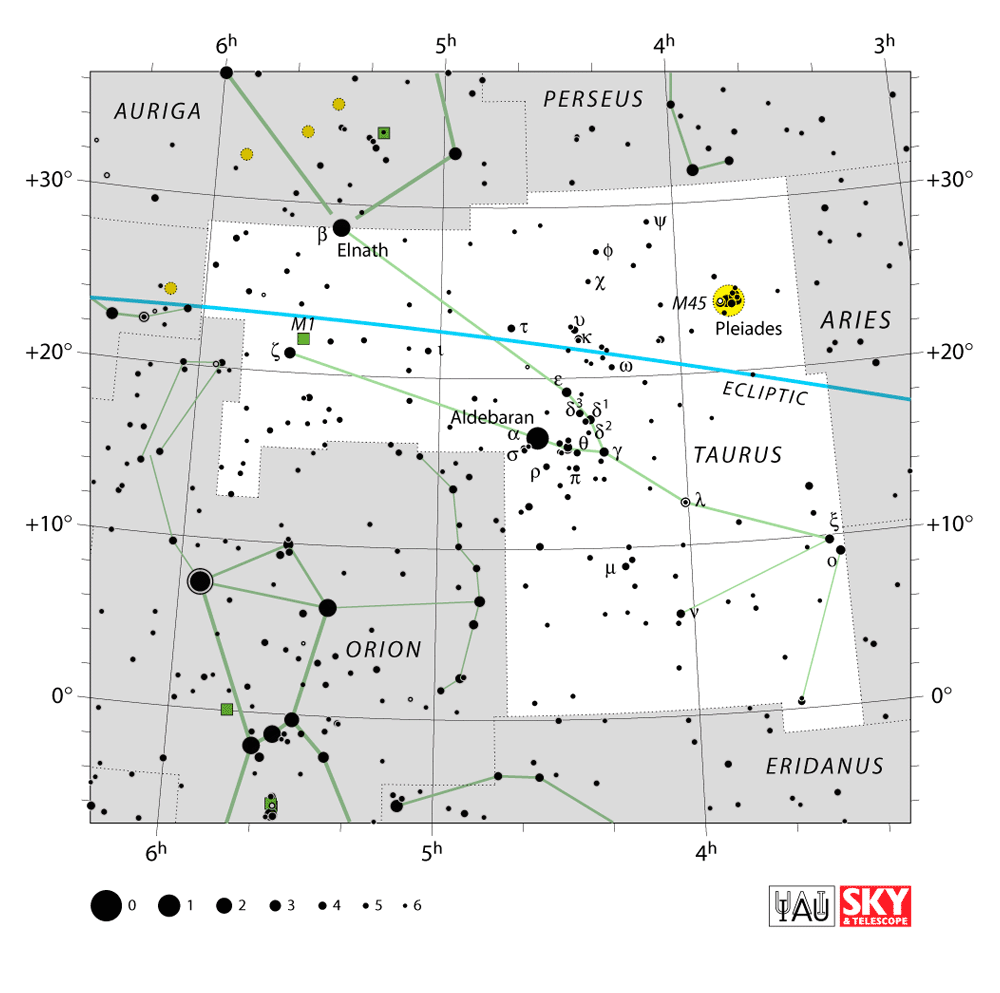 6h 5h 4h 3h
AURIGA
PERSEUS
+30° +30°
ψ
β
Elnath
ϕ
χ
M45
Pleiades
ARIES
M1
τ
υ
κ
ζ
ι
ω
+20° +20°
ε
ECLIPTIC
δ3 δ1
Aldebaran
α
δ2
σ
θ
γ
TAURUS
ρ
π
λ
+10° +10°
ξ
ο
μ
ν
ORION
0° 0°
ERIDANUS
6h 5h 4h
0 1 2 3 4 5 6
IAU
SKY
& TELESCOPE